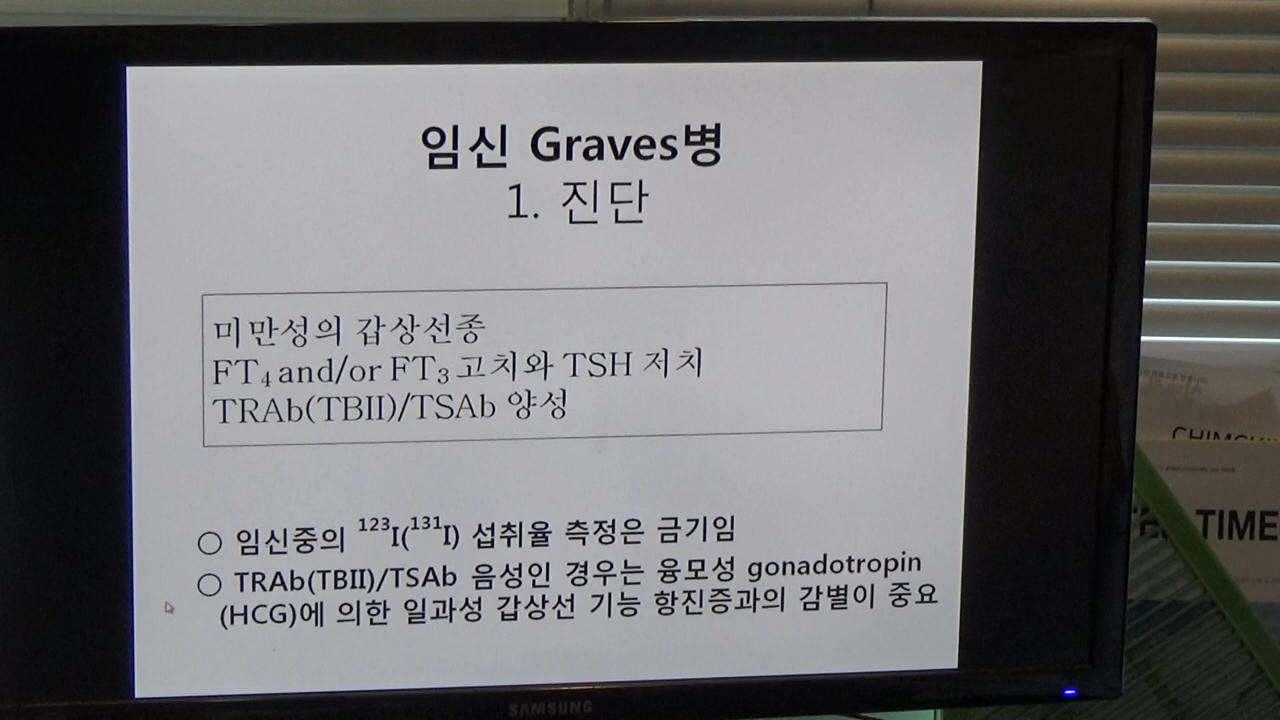 임신 Graves병
1. 진단
미만성의 갑상선종
FT₄ and/or FT₃ 고치와 TSH 저치
TRAb(TBII)/TSAb 양성
○ 임신중의 ¹²³I(¹³¹I) 섭취율 측정은 금기임
○ TRAb(TBII)/TSAb 음성인 경우는 융모성 gonadotropin
(HCG)에 의한 일과성 갑상선 기능 항진증과의 감별이 중요
SAMSUNG
TIME